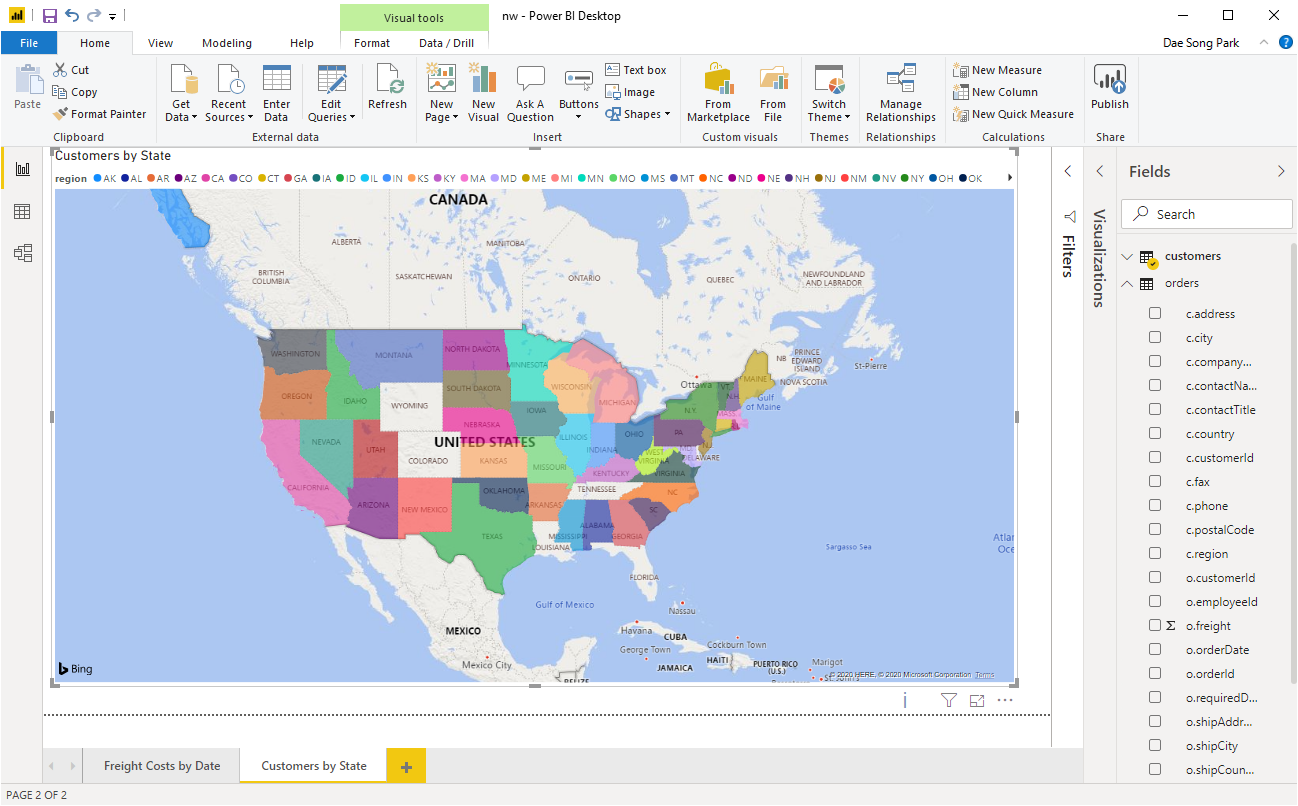 Visual tools
nw - Power BI Desktop
File Home View Modeling Help Format Data / Drill
Dae Song Park
Paste
Cut
Copy
Format Painter
Clipboard
Get Data
Recent Sources
Enter Data
Edit Queries
External data
Refresh
New Page
New Visual
Ask A Question
Buttons
Text box
Image
Shapes
Insert
From Marketplace
From File
Custom visuals
Switch Theme
Themes
Manage Relationships
Relationships
New Measure
New Column
New Quick Measure
Calculations
Publish
Share
Customers by State
region AK AL AR AZ CA CO CT GA IA ID IL IN KS KY MA MD ME MI MN MO MS MT NC ND NE NH NJ NM NV NY OH OK
CANADA
ALBERTA
MANITOBA
BRITISH
COLUMBIA
SASKATCHEWAN
ONTARIO
QUEBEC
NEWFOUNDLAND
AND LABRADOR
WASHINGTON
MONTANA
NORTH DAKOTA
MINNESOTA
NB
PRINCE
EDWARD
ISLAND
St-Pierre
NOVA SCOTIA
Ottawa
MAINE
VT
N.H.
Gulf
of Maine
OREGON
IDAHO
WYOMING
SOUTH DAKOTA
WISCONSIN
MICHIGAN
N.Y.
MASS.
NEBRASKA
IOWA
ILLINOIS
INDIANA
OHIO
PA
NJ
MD
DELAWARE
UNITED STATES
NEVADA
UTAH
COLORADO
KANSAS
MISSOURI
WEST
VIRGINIA
KENTUCKY
VIRGINIA
CALIFORNIA
ARIZONA
NEW MEXICO
OKLAHOMA
ARKANSAS
TENNESSEE
NC
SC
TEXAS
MISSISSIPPI
ALABAMA
GEORGIA
LOUISIANA
FLORIDA
Sargasso Sea
Gulf of Mexico
MEXICO
Mexico City
Nassau
Havana
CUBA
George Town
Cockburn Town
JAMAICA
HAITI
PUERTO RICO
(U.S.)
Marigot
Bing
© 2020 HERE, © 2020 Microsoft Corporation Terms
Filters
Visualizations
Fields
Search
customers
orders
c.address
c.city
c.company...
c.contactNa...
c.contactTitle
c.country
c.customerId
c.fax
c.phone
c.postalCode
c.region
o.customerId
o.employeeId
Σ o.freight
o.orderDate
o.orderId
o.requiredD...
o.shipAddr...
o.shipCity
o.shipCoun...
Freight Costs by Date
Customers by State
PAGE 2 OF 2